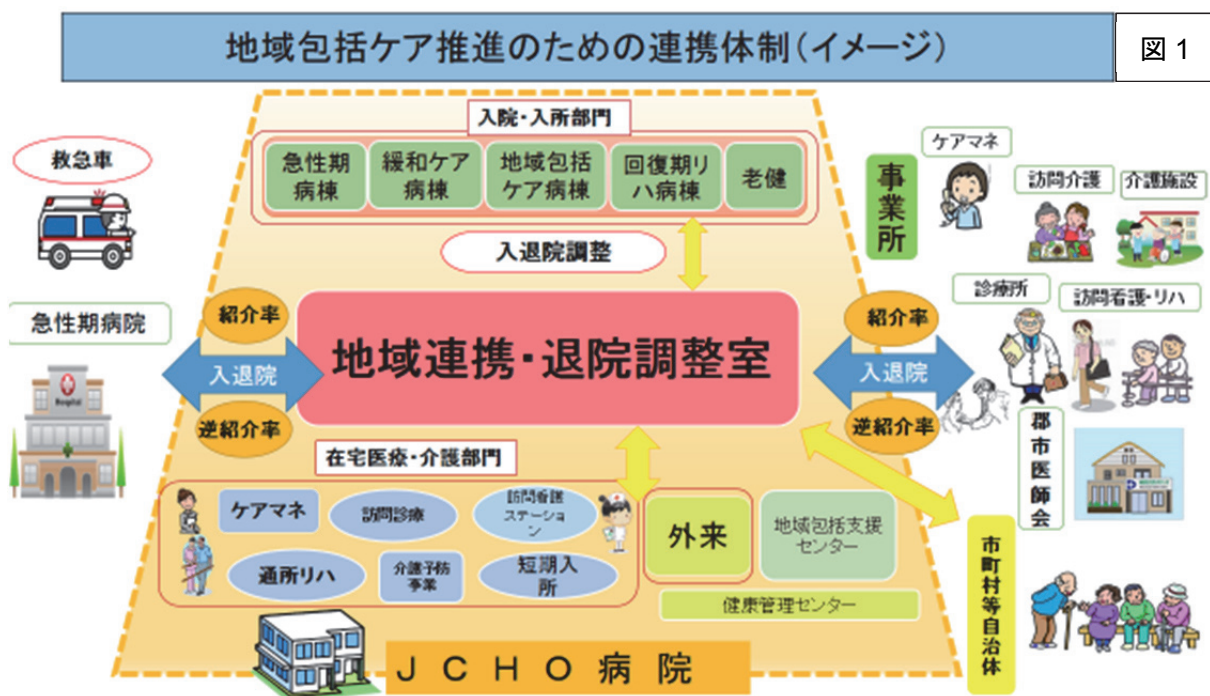 地域包括ケア推進のための連携体制(イメージ)
図 1
入院・入所部門
救急車
急性期
病棟
緩和ケア
病棟
地域包括
ケア病棟
回復期リ
ハ病棟
老健
入退院調整
事業所
ケアマネ
訪問介護
介護施設
急性期病院
紹介率
入退院
逆紹介率
地域連携・退院調整室
紹介率
入退院
逆紹介率
診療所
訪問看護・リハ
郡市医師会
在宅医療・介護部門
ケアマネ
訪問診療
訪問看護
ステーショ
ン
通所リハ
介護予防
事業
短期入
所
外来
地域包括支援
センター
健康管理センター
市町村等自治体
Hospital
JCHO病院